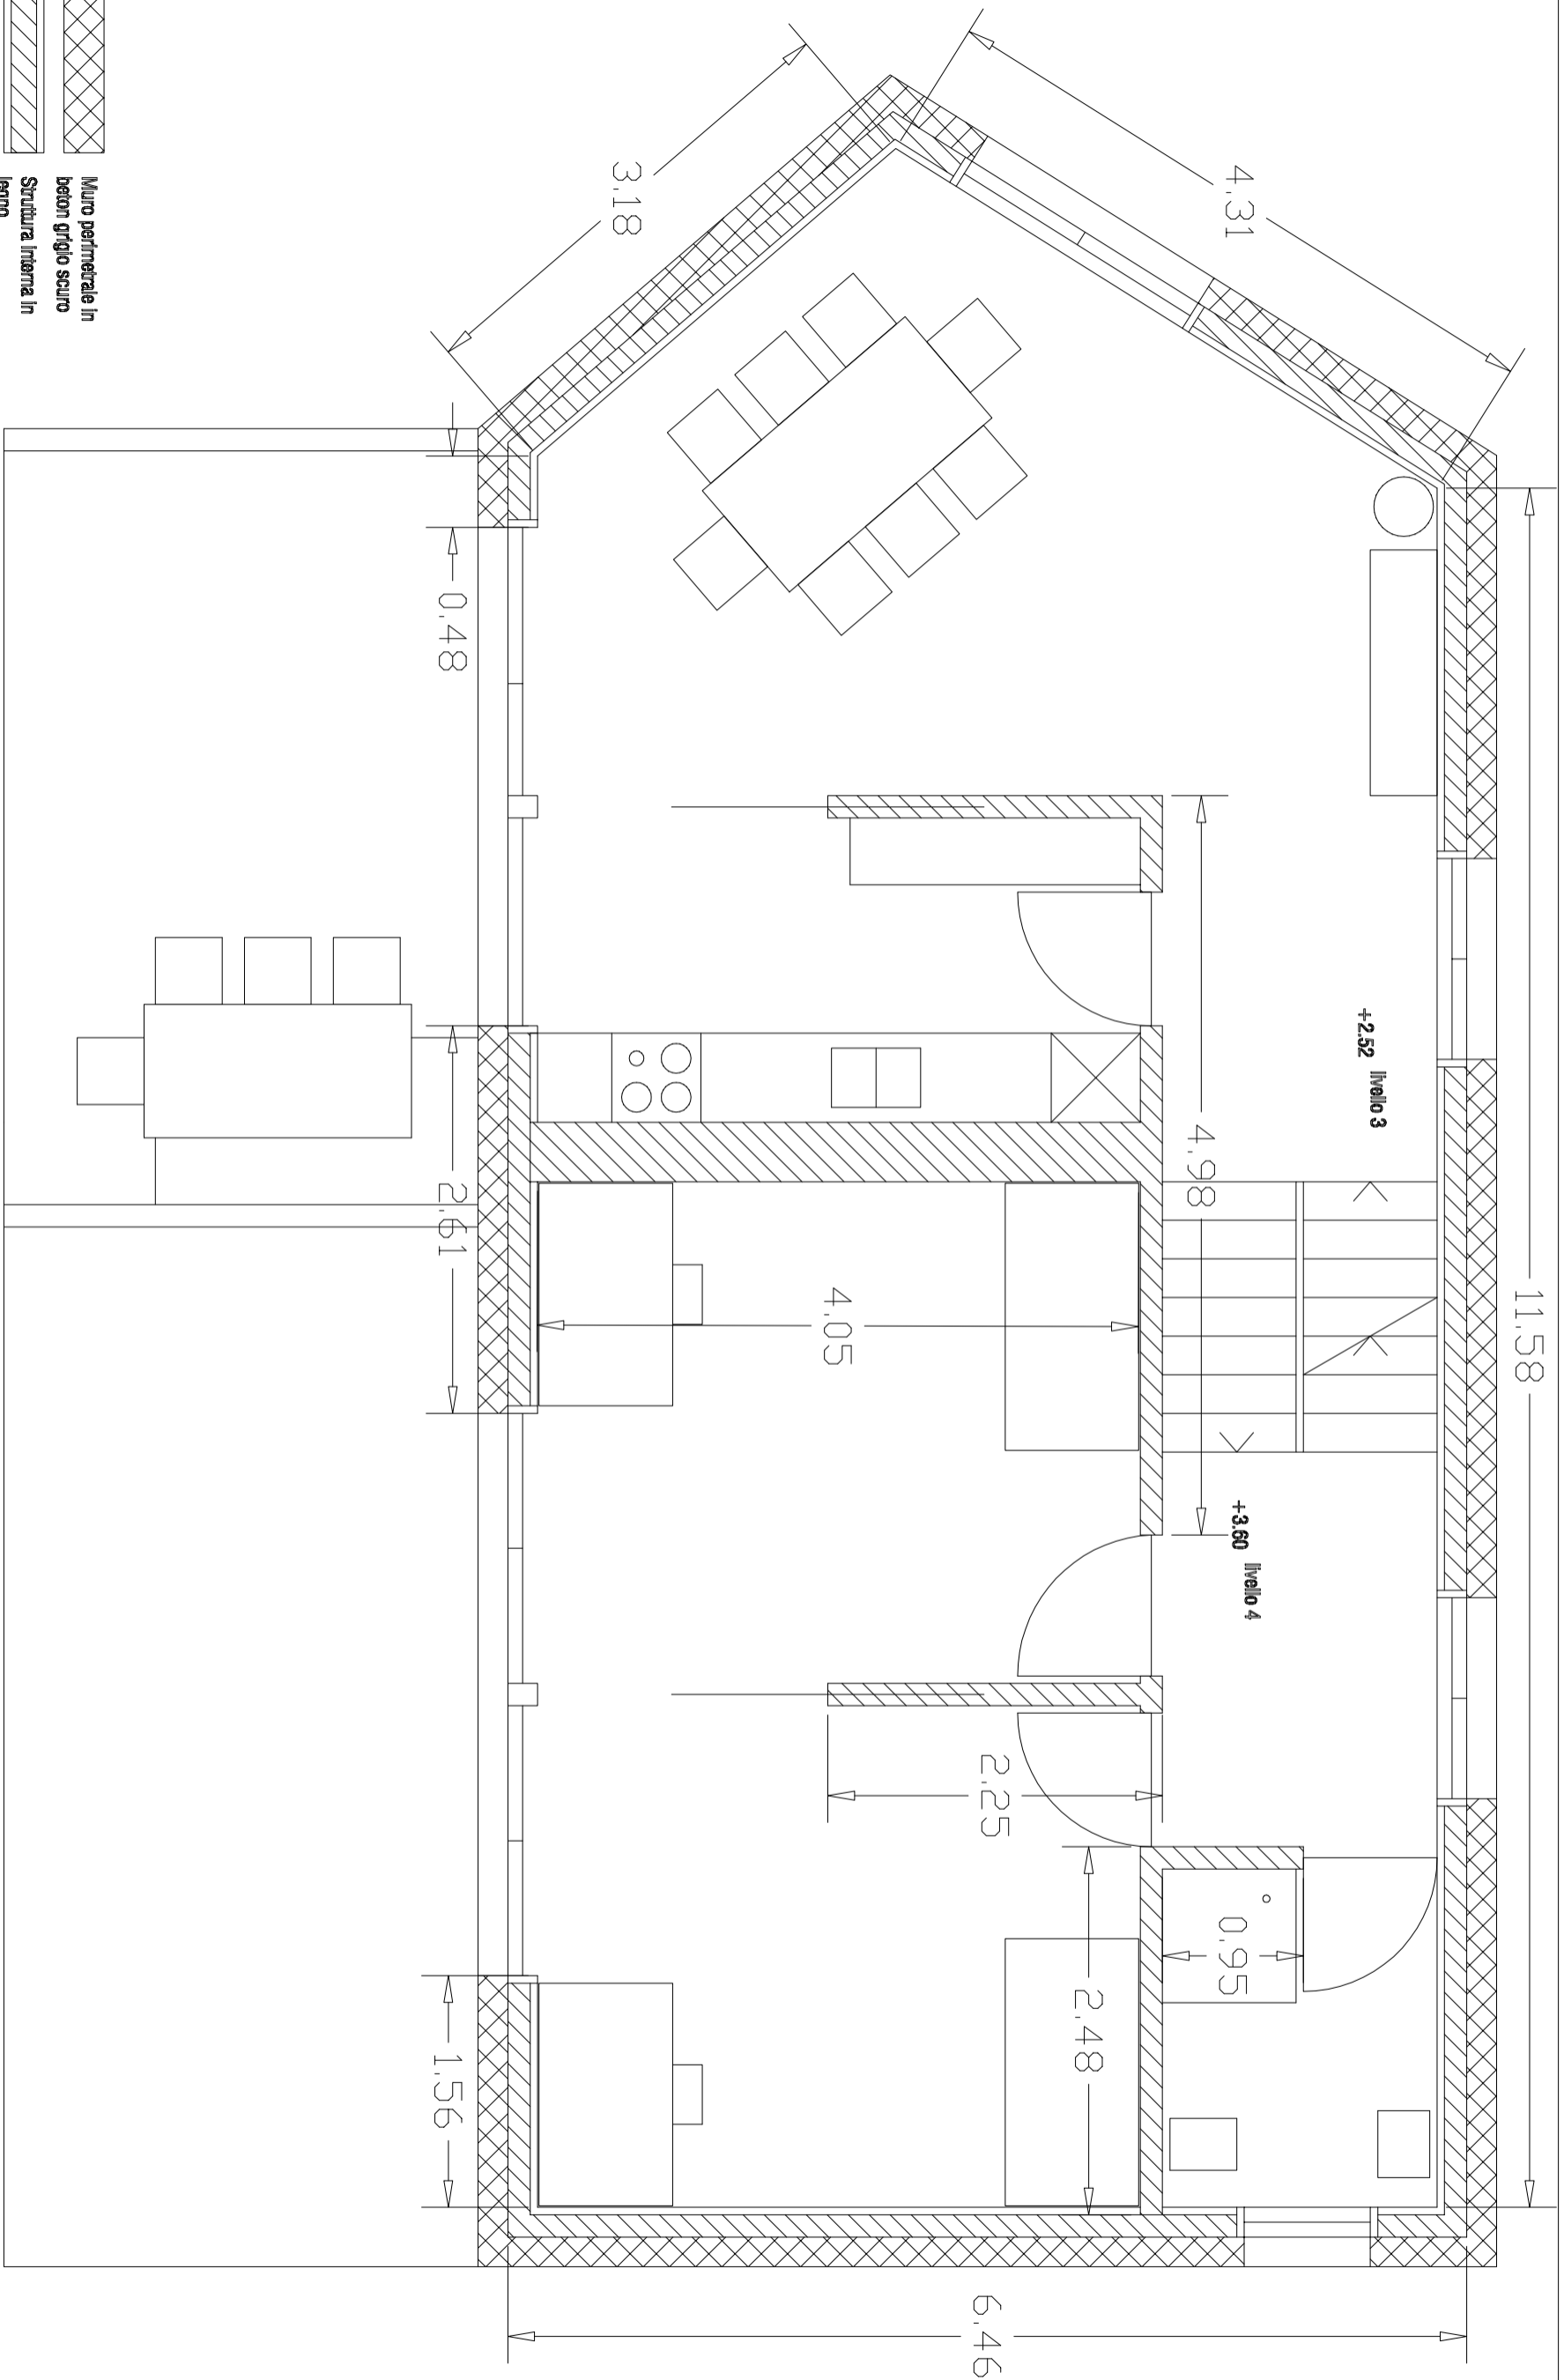 11.58
4.31
+2.52 livello 3
+3.60 livello 4
4.98
0.95
2.48
2.25
6.46
4.05
3.18
0.48
2.61
1.56
Muro perimetrale in
beton grigio scuro
Struttura interna in
legno